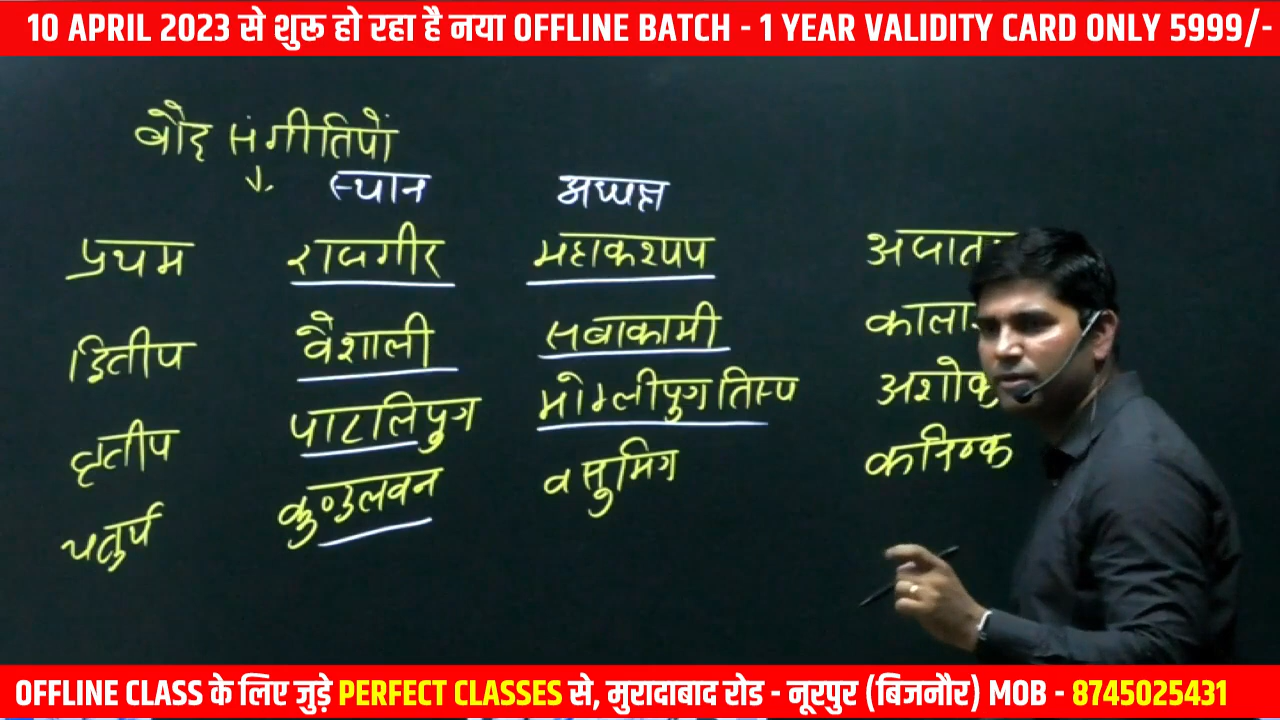 10 APRIL 2023 से शुरू हो रहा है नया OFFLINE BATCH - 1 YEAR VALIDITY CARD ONLY 5999/-
बौद्ध संगीतियों
स्थान अध्यक्ष
प्रथम राजगीर महाकश्यप अजात
द्वितीय वैशाली सबाकामी काला
तृतीय पाटलिपुत्र मोग्लीपुत्र तिस्य अशोक
चतुर्थ कुण्डलवन वसुमित्र कनिष्क
OFFLINE CLASS के लिए जुड़े PERFECT CLASSES से, मुरादाबाद रोड - नूरपुर (बिजनौर) MOB - 8745025431